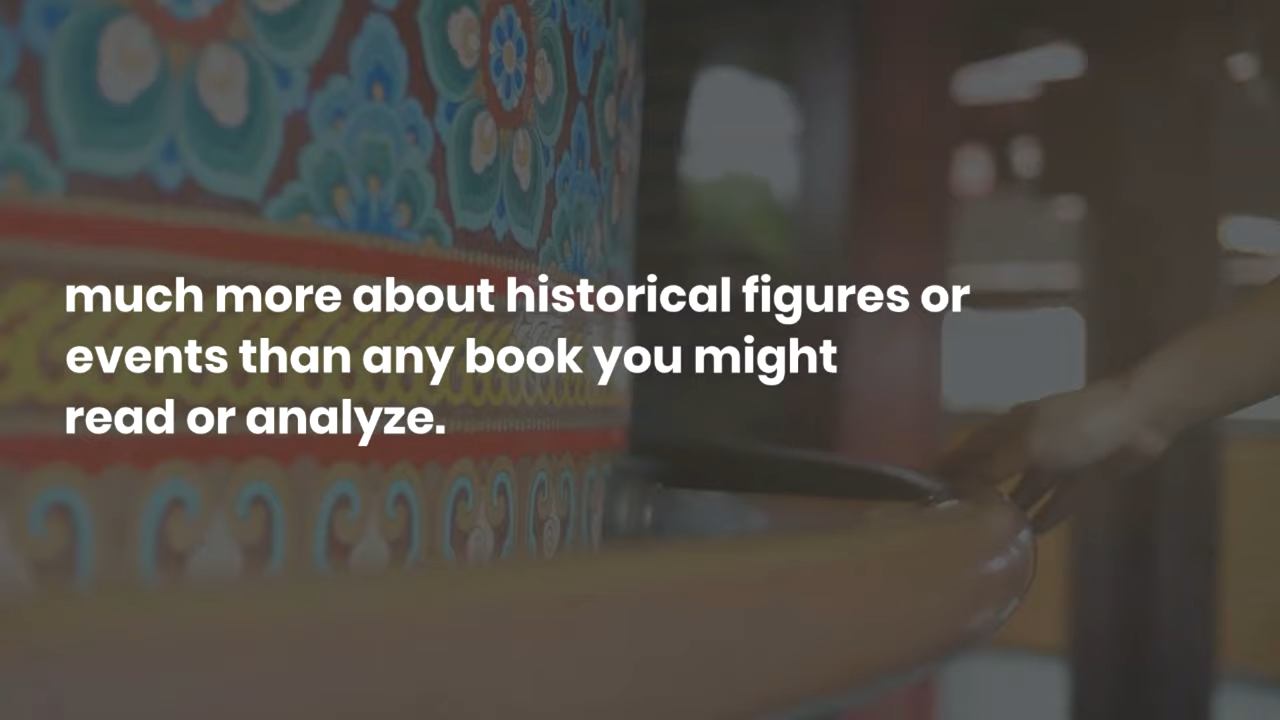 much more about historical figures or
events than any book you might
read or analyze.